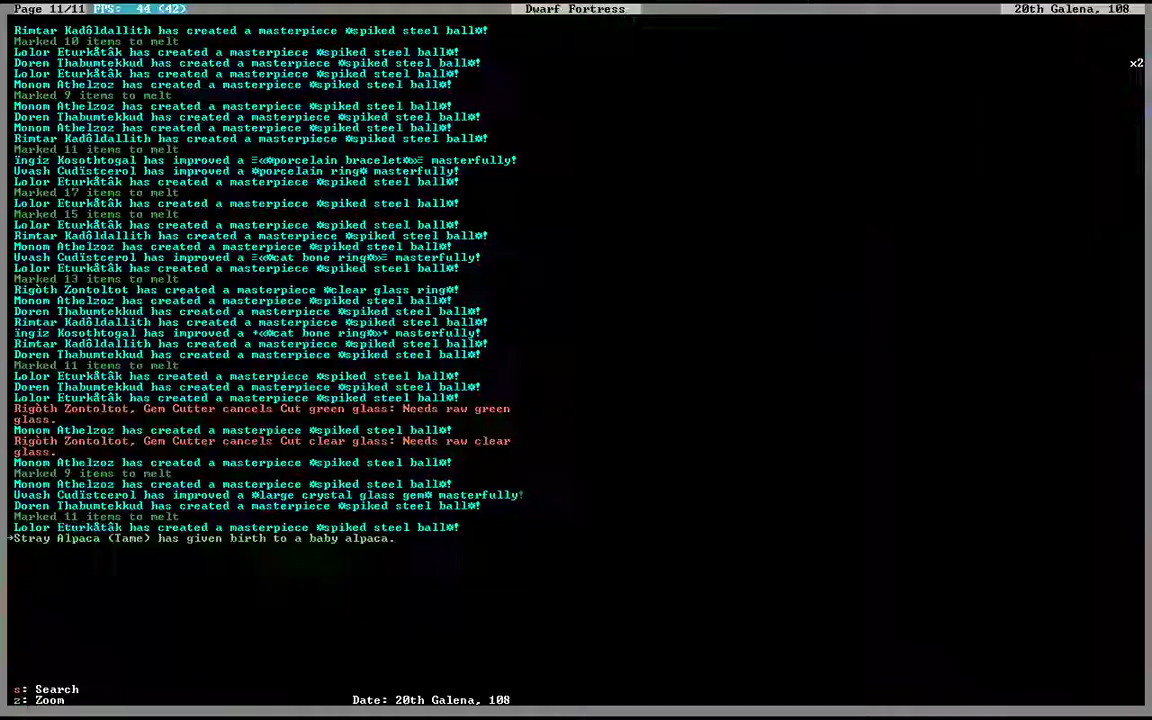 Page 11/11 FPS: 44 (42) Dwarf Fortress 20th Galena, 108
Rimtar Kadôldallith has created a masterpiece ☼spiked steel ball☼!
Marked 10 items to melt
Lolor Eturkåtâk has created a masterpiece ☼spiked steel ball☼! x2
Doren Thabumtekkud has created a masterpiece ☼spiked steel ball☼!
Lolor Eturkåtâk has created a masterpiece ☼spiked steel ball☼!
Monom Athelzoz has created a masterpiece ☼spiked steel ball☼!
Marked 9 items to melt
Monom Athelzoz has created a masterpiece ☼spiked steel ball☼!
Doren Thabumtekkud has created a masterpiece ☼spiked steel ball☼!
Monom Athelzoz has created a masterpiece ☼spiked steel ball☼!
Rimtar Kadôldallith has created a masterpiece ☼spiked steel ball☼!
Marked 11 items to melt
ïngiz Kosothtogal has improved a ≡«☼porcelain bracelet☼»≡ masterfully!
Uvash Cudïstcerol has improved a ☼porcelain ring☼ masterfully!
Lolor Eturkåtâk has created a masterpiece ☼spiked steel ball☼!
Marked 17 items to melt
Lolor Eturkåtâk has created a masterpiece ☼spiked steel ball☼!
Marked 15 items to melt
Lolor Eturkåtâk has created a masterpiece ☼spiked steel ball☼!
Rimtar Kadôldallith has created a masterpiece ☼spiked steel ball☼!
Monom Athelzoz has created a masterpiece ☼spiked steel ball☼!
Uvash Cudïstcerol has improved a ≡«☼cat bone ring☼»≡ masterfully!
Lolor Eturkåtâk has created a masterpiece ☼spiked steel ball☼!
Marked 13 items to melt
Rigòth Zontoltot has created a masterpiece ☼clear glass ring☼!
Monom Athelzoz has created a masterpiece ☼spiked steel ball☼!
Doren Thabumtekkud has created a masterpiece ☼spiked steel ball☼!
Rimtar Kadôldallith has created a masterpiece ☼spiked steel ball☼!
ïngiz Kosothtogal has improved a +«☼cat bone ring☼»+ masterfully!
Rimtar Kadôldallith has created a masterpiece ☼spiked steel ball☼!
Doren Thabumtekkud has created a masterpiece ☼spiked steel ball☼!
Marked 11 items to melt
Lolor Eturkåtâk has created a masterpiece ☼spiked steel ball☼!
Doren Thabumtekkud has created a masterpiece ☼spiked steel ball☼!
Lolor Eturkåtâk has created a masterpiece ☼spiked steel ball☼!
Rigòth Zontoltot, Gem Cutter cancels Cut green glass: Needs raw green
glass.
Monom Athelzoz has created a masterpiece ☼spiked steel ball☼!
Rigòth Zontoltot, Gem Cutter cancels Cut clear glass: Needs raw clear
glass.
Monom Athelzoz has created a masterpiece ☼spiked steel ball☼!
Marked 9 items to melt
Monom Athelzoz has created a masterpiece ☼spiked steel ball☼!
Uvash Cudïstcerol has improved a ☼large crystal glass gem☼ masterfully!
Doren Thabumtekkud has created a masterpiece ☼spiked steel ball☼!
Marked 11 items to melt
Lolor Eturkåtâk has created a masterpiece ☼spiked steel ball☼!
→Stray Alpaca (Tame) has given birth to a baby alpaca.
s: Search
z: Zoom Date: 20th Galena, 108